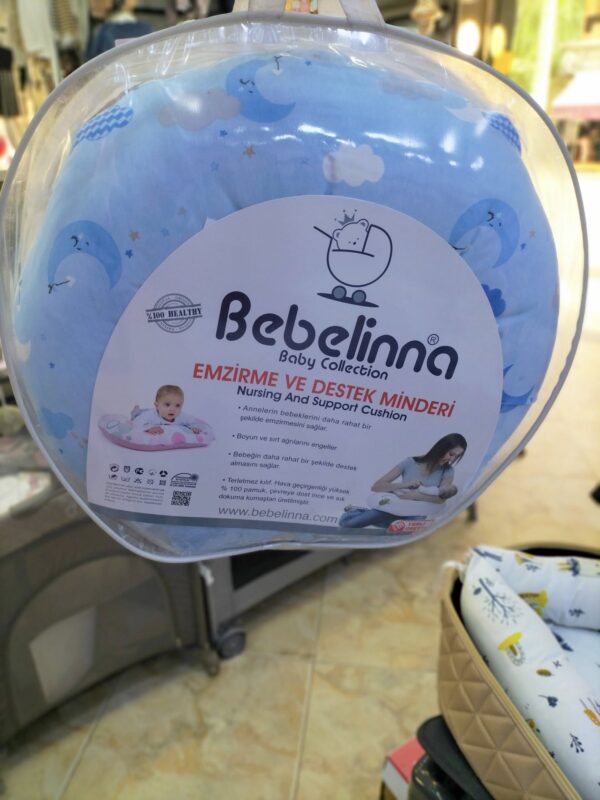 %100 HEALTHY
Bebelinna®
Baby Collection
EMZİRME VE DESTEK MİNDERİ
Nursing And Support Cushion
• Annelerin bebeklerini daha rahat bir
şekilde emzirmesini sağlar.
• Boyun ve sırt ağrılarını engeller
• Bebeğin daha rahat bir şekilde destek
almasını sağlar.
• Terletmez kılıf. Hava geçirgenliği yüksek
% 100 pamuk, çevreye dost ince ve sık
dokuma kumaştan üretilmiştir.
www.bebelinna.com